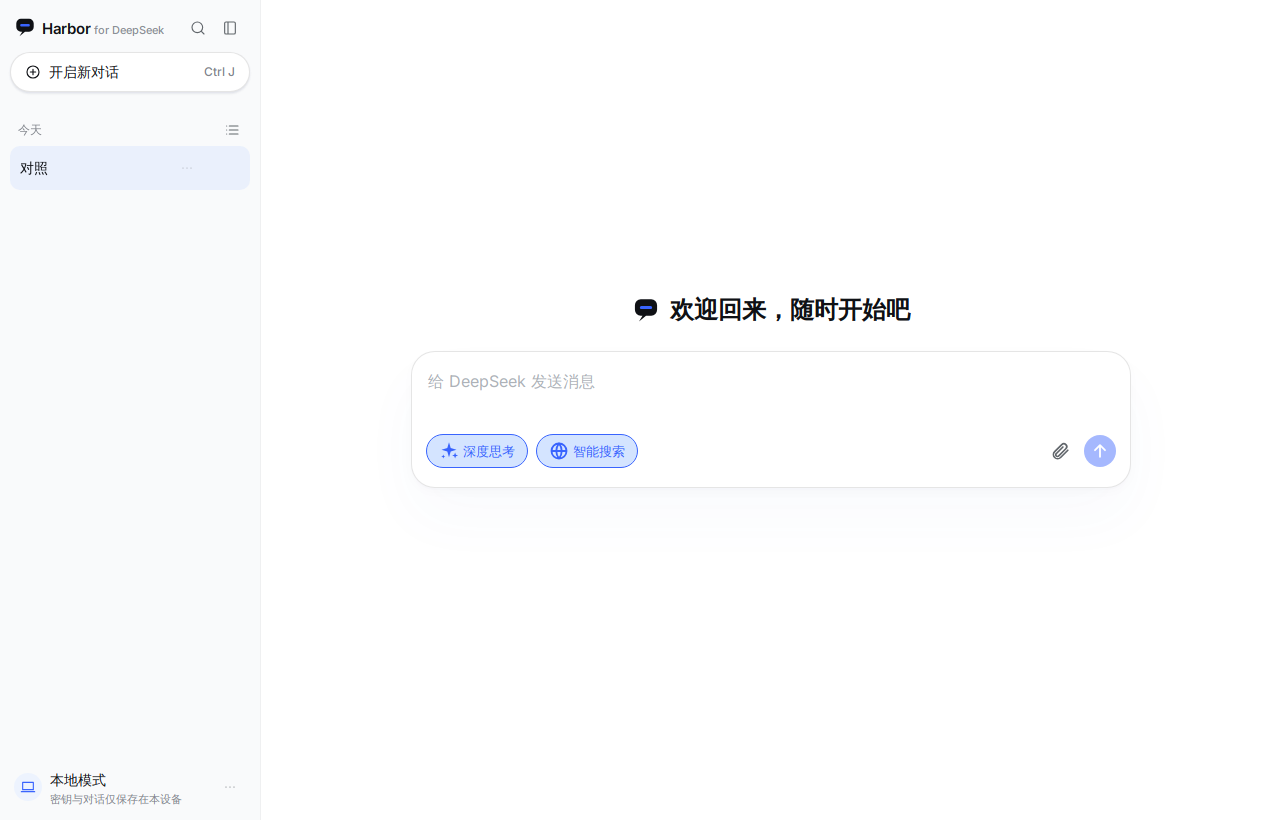 Harbor for DeepSeek
开启新对话 Ctrl J
今天
对照
欢迎回来，随时开始吧
给 DeepSeek 发送消息
深度思考 智能搜索
本地模式
密钥与对话仅保存在本设备